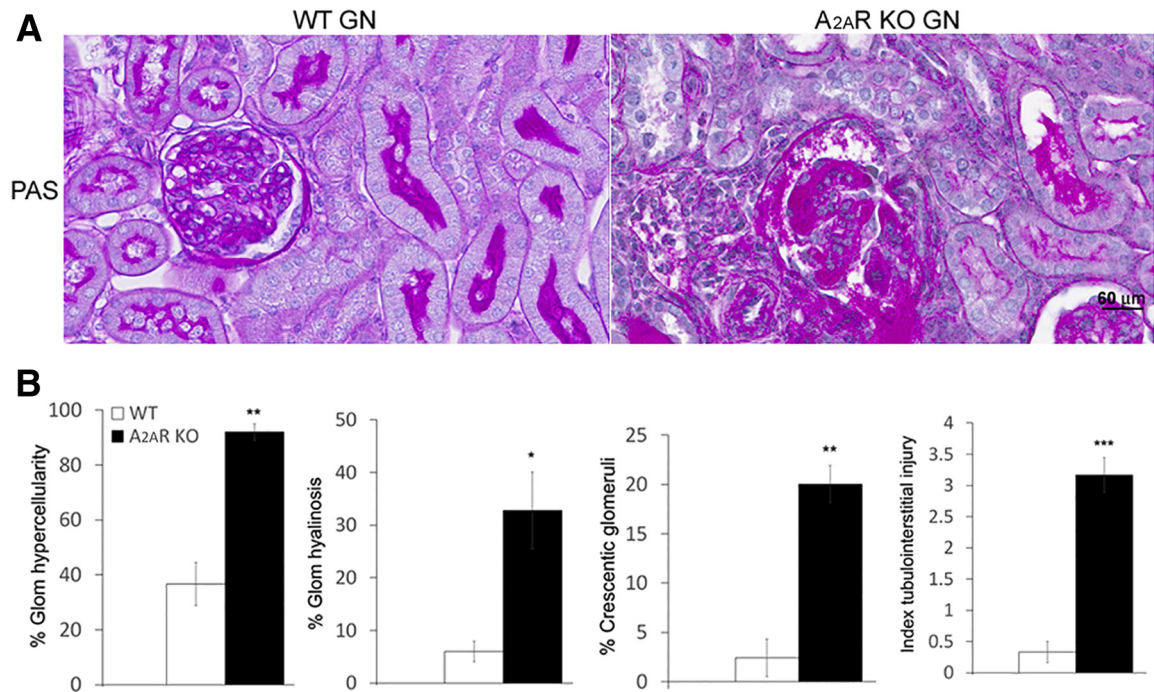 A
WT GN
A2AR KO GN
PAS
60 μm
B
WT
A2AR KO
% Glom hypercellularity
100
80
60
40
20
0
**
% Glom hyalinosis
50
40
30
20
10
0
*
% Crescentic glomeruli
25
20
15
10
5
0
**
Index tubulointerstitial injury
4
3.5
3
2.5
2
1.5
1
0.5
0
***